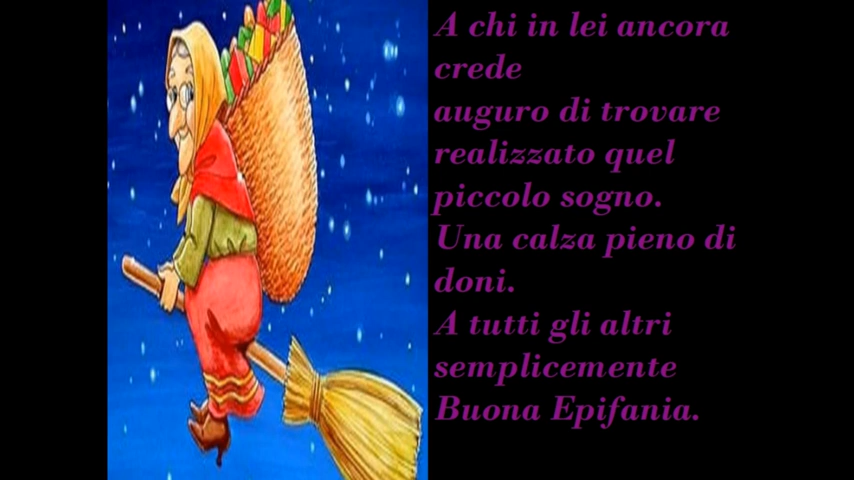 A chi in lei ancora
crede
auguro di trovare
realizzato quel
piccolo sogno.
Una calza pieno di
doni.
A tutti gli altri
semplicemente
Buona Epifania.